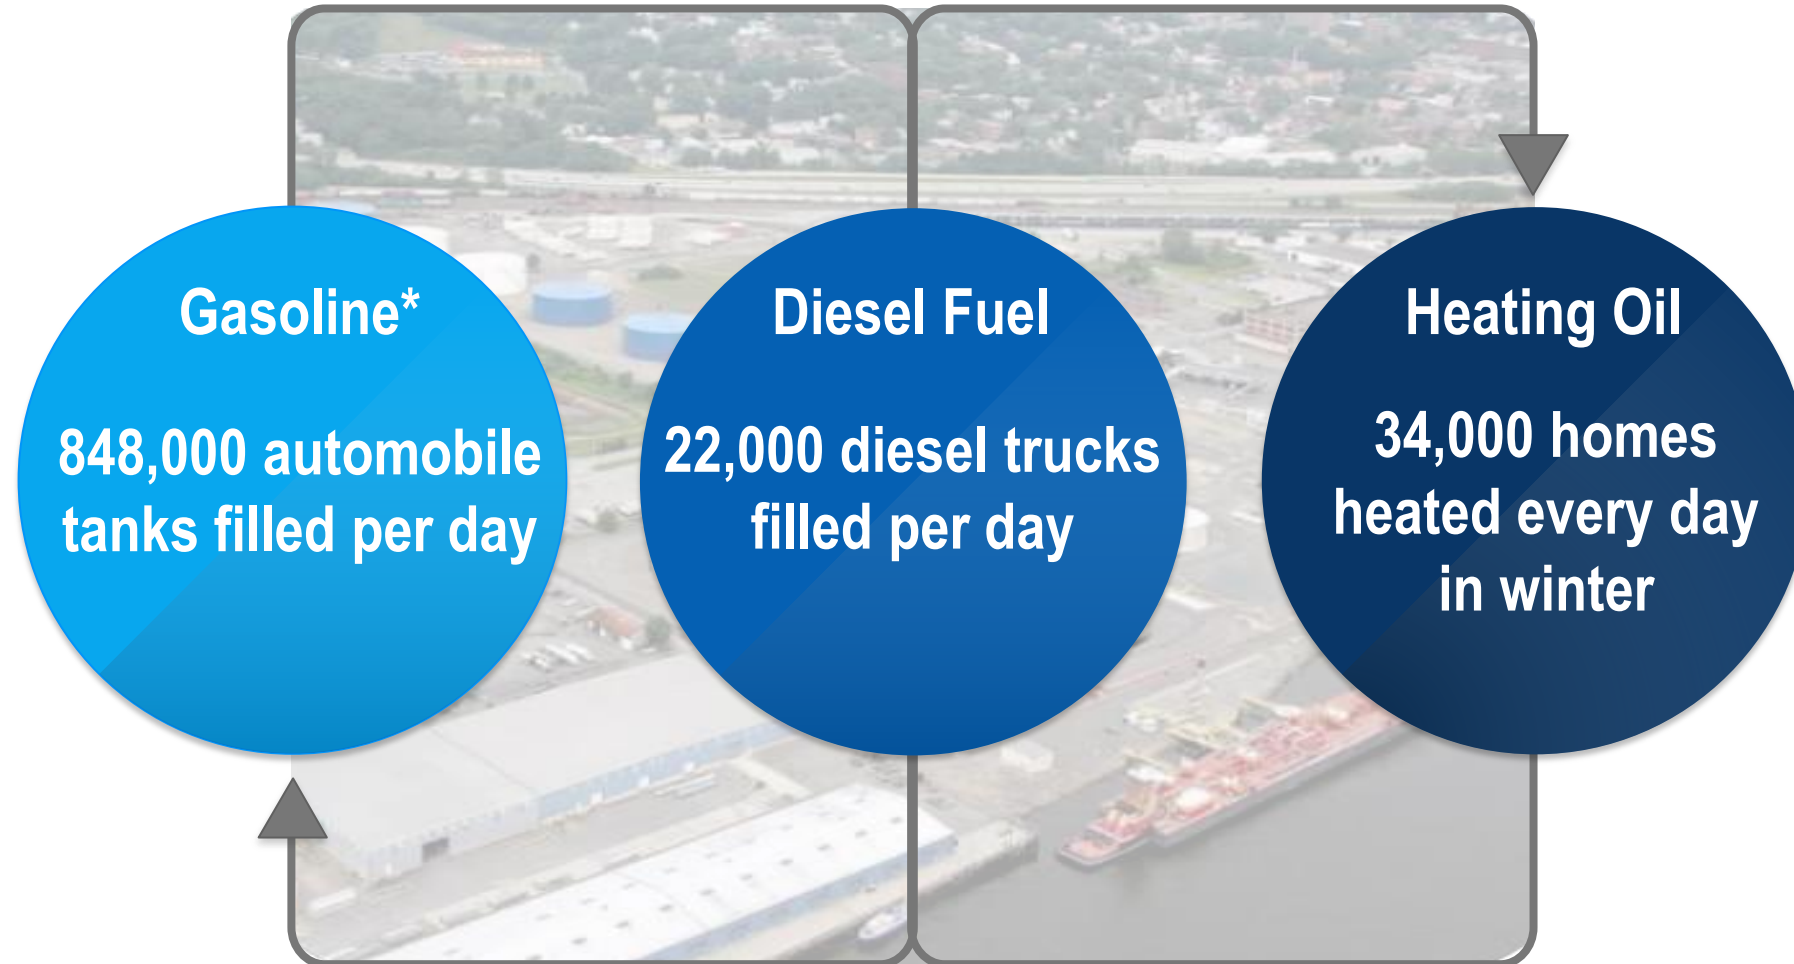 Gasoline*
848,000 automobile
tanks filled per day
Diesel Fuel
22,000 diesel trucks
filled per day
Heating Oil
34,000 homes
heated every day
in winter